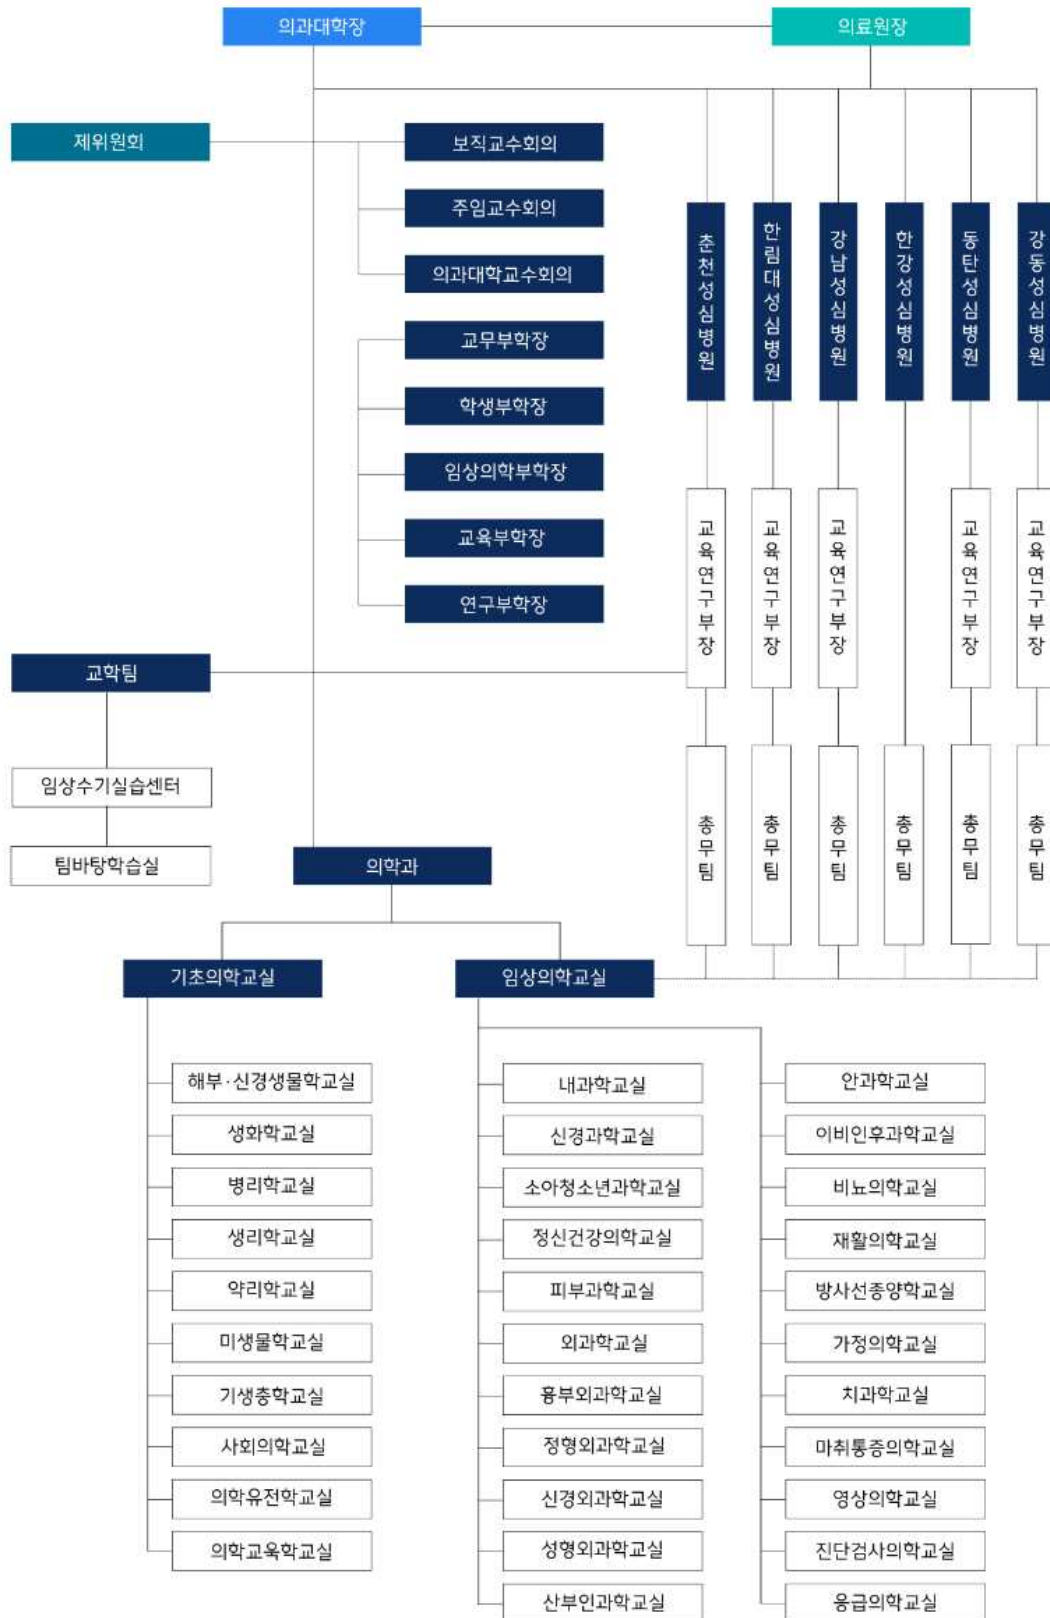 의과대학장
의료원장
제위원회
보직교수회의
주임교수회의
의과대학교수회의
교무부학장
학생부학장
임상의학부학장
교육부학장
연구부학장
춘천성심병원
한림대성심병원
강남성심병원
한강성심병원
동탄성심병원
강동성심병원
교육연구부장
교육연구부장
교육연구부장
교육연구부장
교육연구부장
교학팀
임상수기실습센터
팀바탕학습실
총무팀
총무팀
총무팀
총무팀
총무팀
총무팀
의학과
기초의학교실
임상의학교실
해부·신경생물학교실
생화학교실
병리학교실
생리학교실
약리학교실
미생물학교실
기생충학교실
사회의학교실
의학유전학교실
의학교육학교실
내과학교실
신경과학교실
소아청소년과학교실
정신건강의학교실
피부과학교실
외과학교실
흉부외과학교실
정형외과학교실
신경외과학교실
성형외과학교실
산부인과학교실
안과학교실
이비인후과학교실
비뇨의학교실
재활의학교실
방사선종양학교실
가정의학교실
치과학교실
마취통증의학교실
영상의학교실
진단검사의학교실
응급의학교실